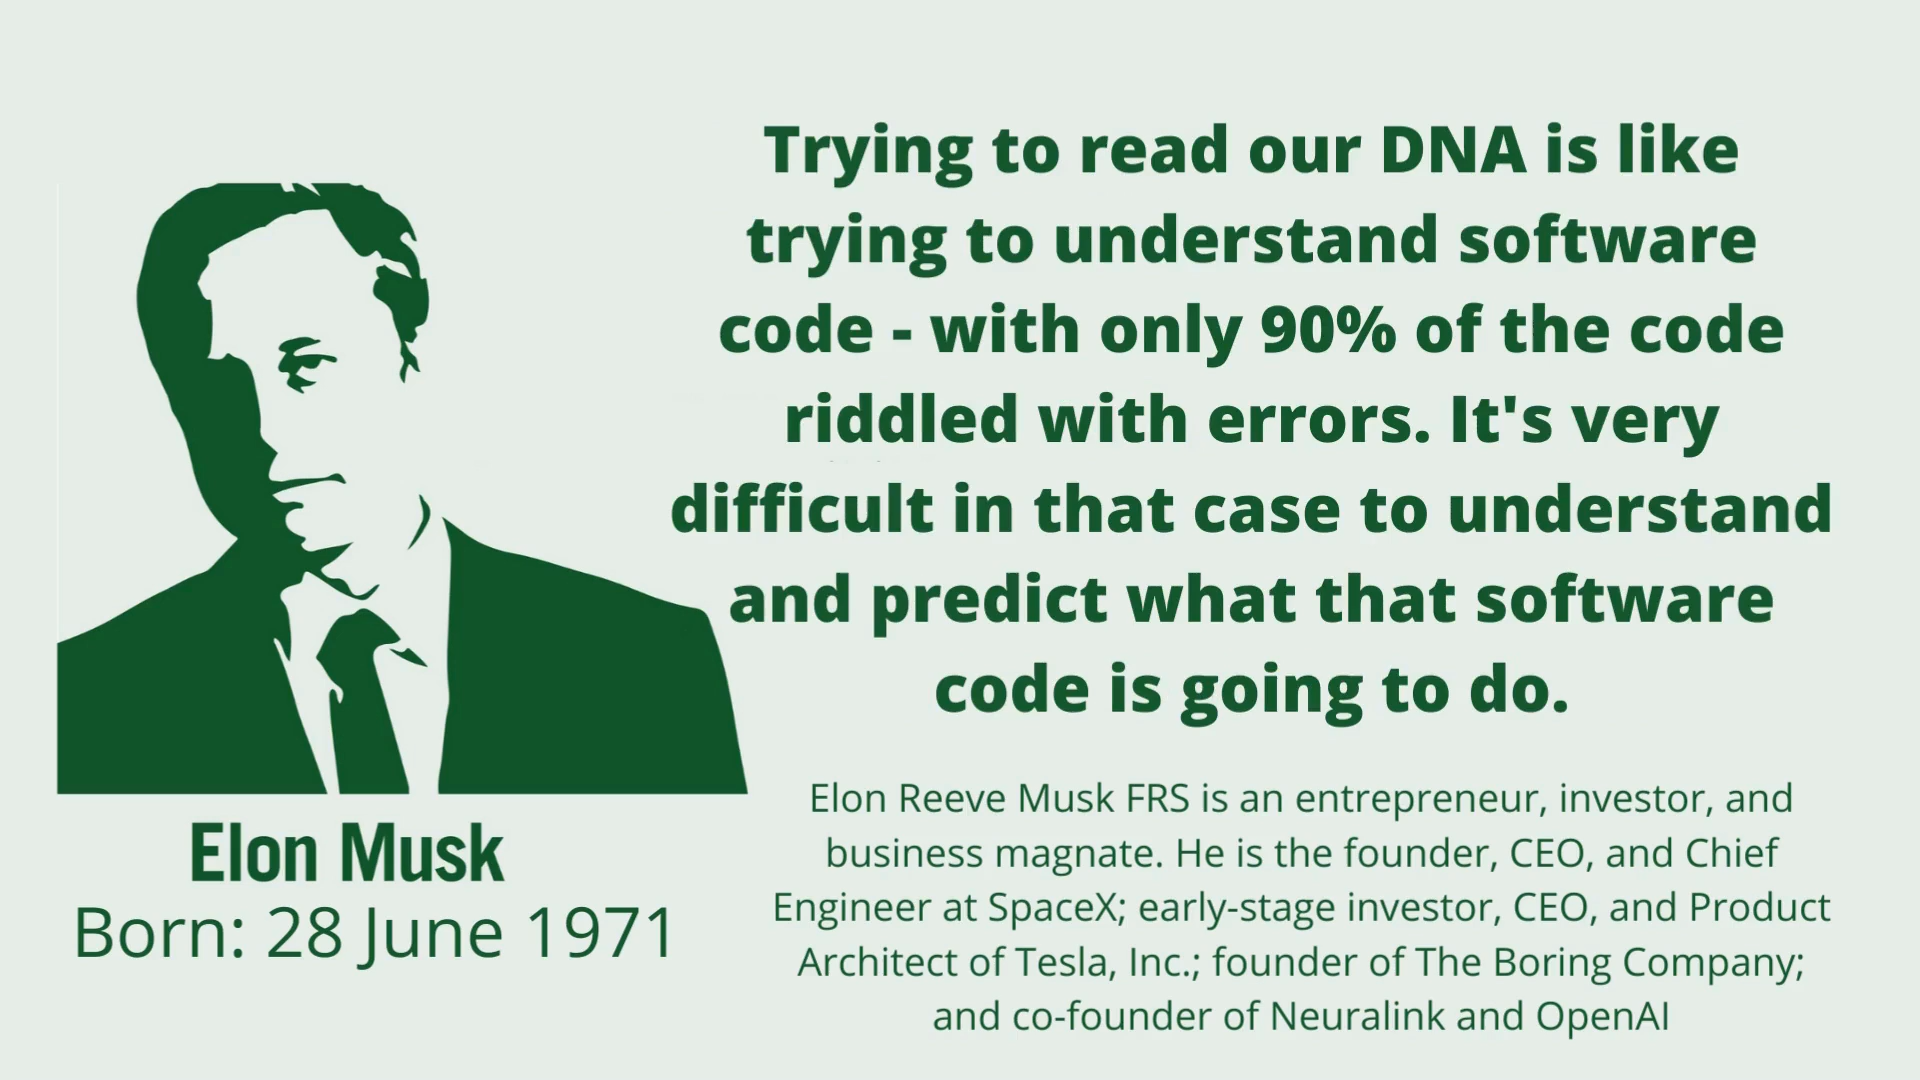 Trying to read our DNA is like
trying to understand software
code - with only 90% of the code
riddled with errors. It's very
difficult in that case to understand
and predict what that software
code is going to do.
Elon Musk
Born: 28 June 1971
Elon Reeve Musk FRS is an entrepreneur, investor, and
business magnate. He is the founder, CEO, and Chief
Engineer at SpaceX; early-stage investor, CEO, and Product
Architect of Tesla, Inc.; founder of The Boring Company;
and co-founder of Neuralink and OpenAI